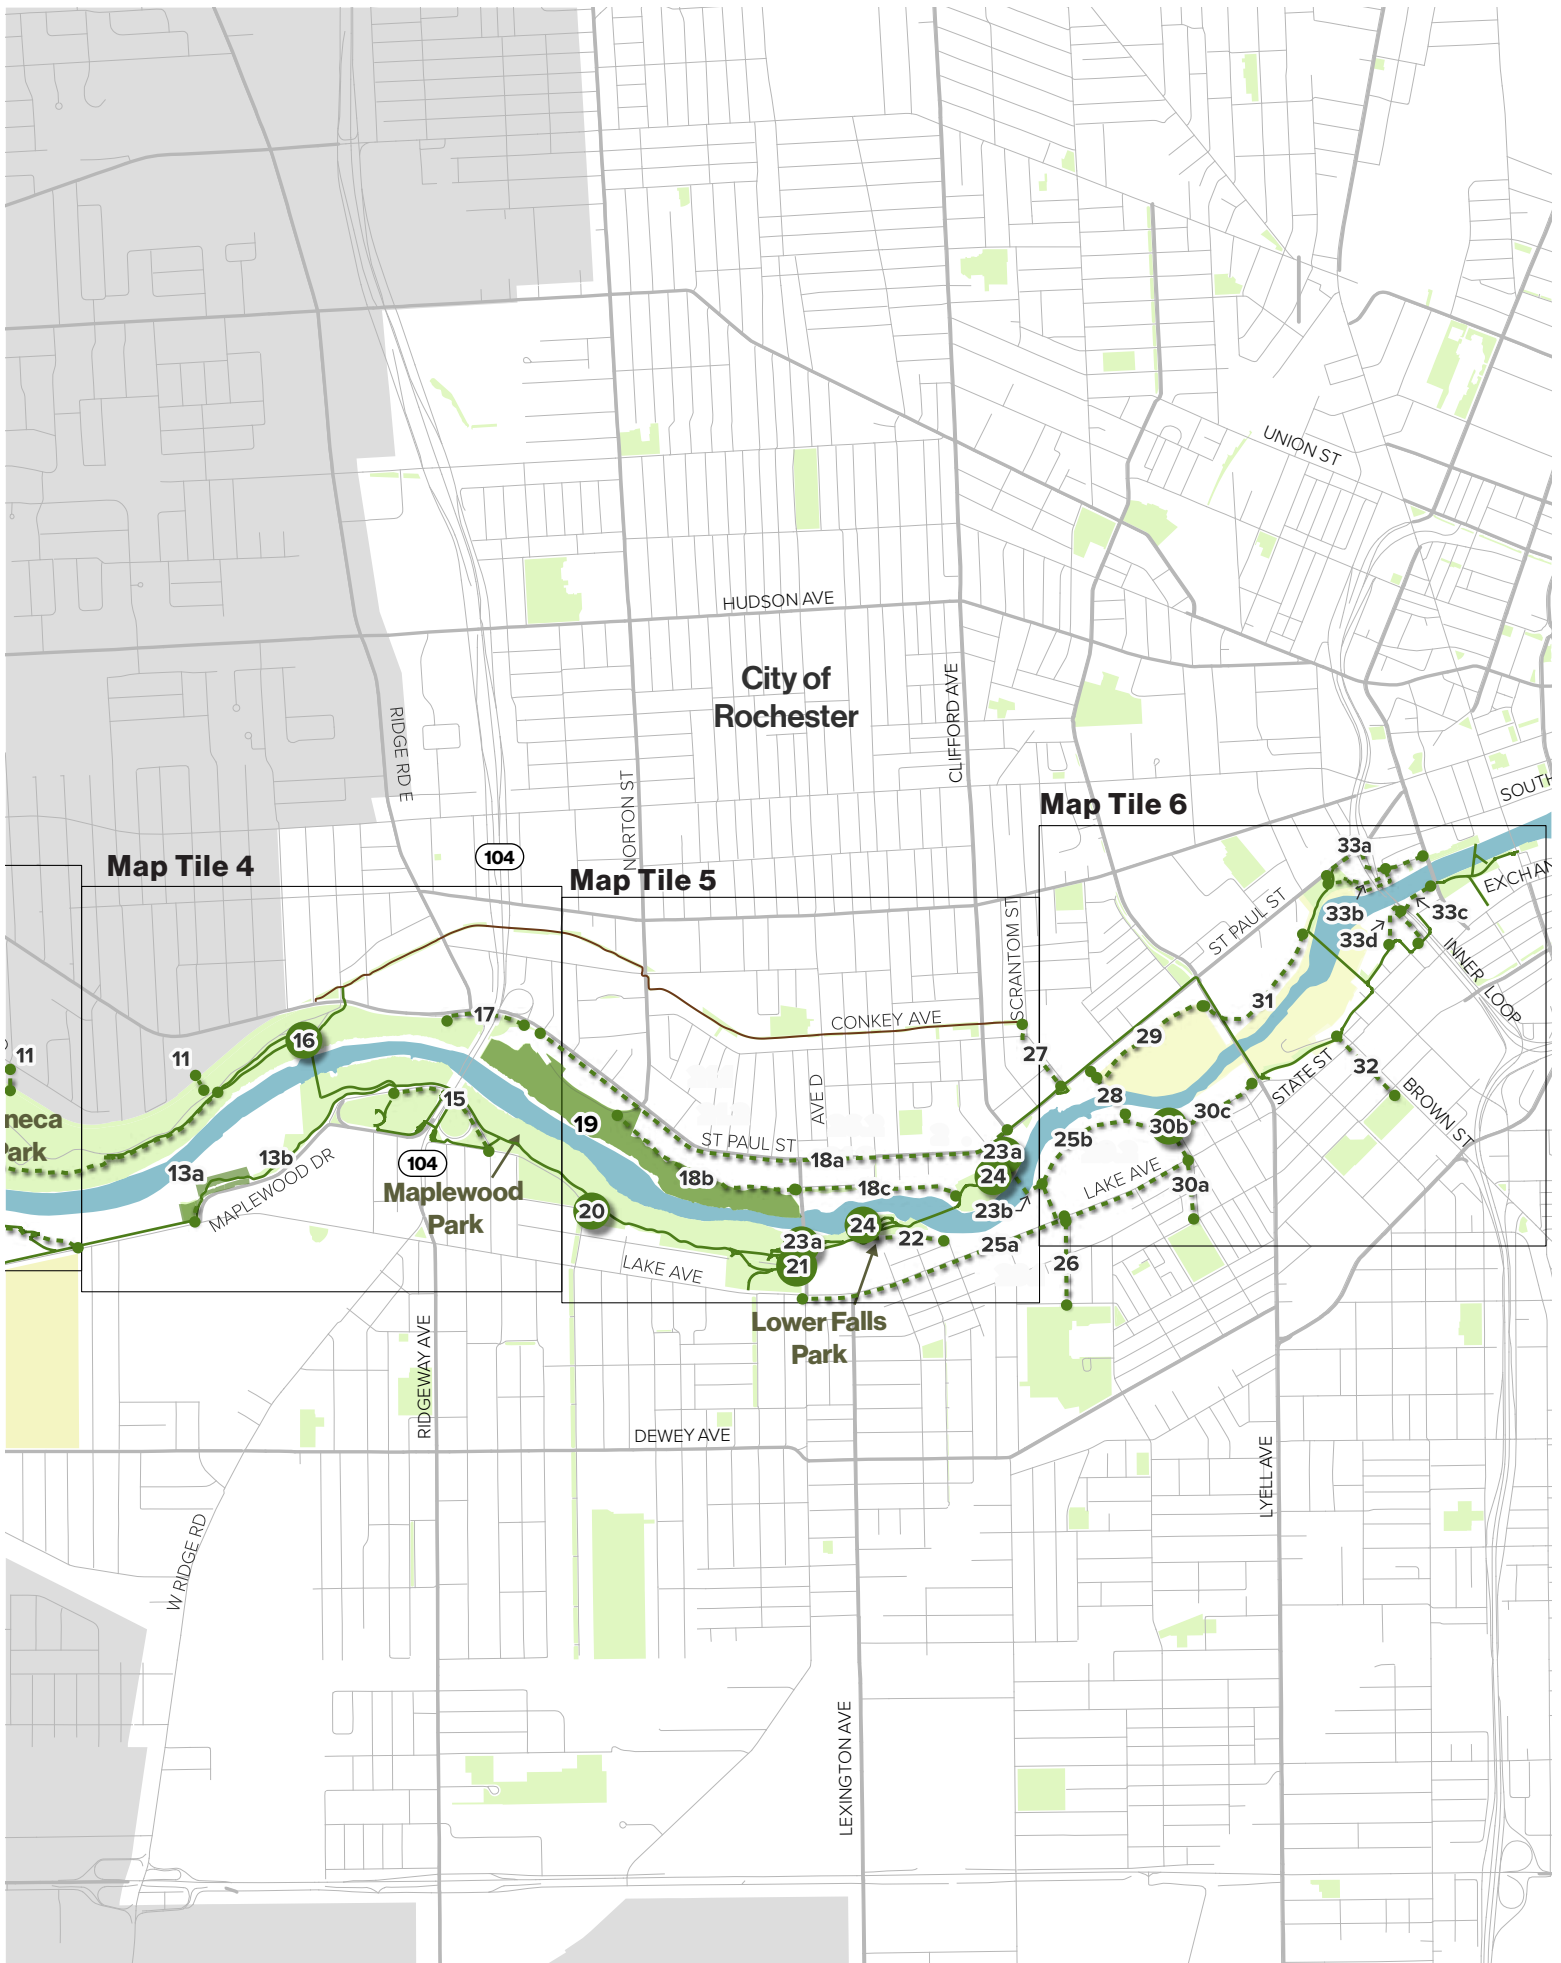 UNION ST
HUDSON AVE
City of
Rochester
CLIFFORD AVE
RIDGE RD E
NORTON ST
Map Tile 6
SOUTH
104
Map Tile 4
Map Tile 5
33a
EXCHAN
SCRANTOM ST
ST PAUL ST
33b
33c
33d
INNER LOOP
17
CONKEY AVE
31
16
29
11
11
27
32
STATE ST
BROWN ST
15
28
AVE D
30c
19
neca
Park
30b
25b
ST PAUL ST
18a
23a
13b
104
13a
MAPLEWOOD DR
18b
24
LAKE AVE
30a
18c
Maplewood
Park
20
23b
24
22
23a
25a
21
LAKE AVE
26
Lower Falls
Park
RIDGEWAY AVE
DEWEY AVE
LYELL AVE
W RIDGE RD
LEXINGTON AVE